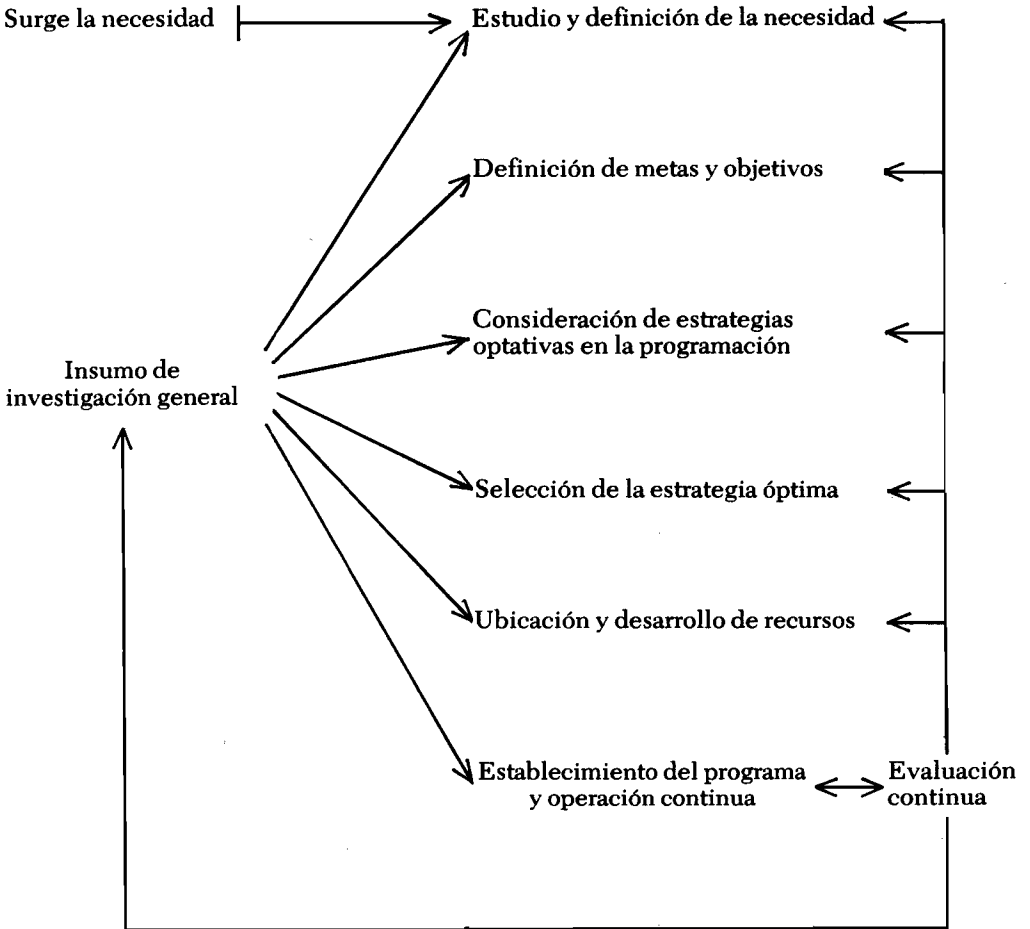 Surge la necesidad
Estudio y definición de la necesidad
Definición de metas y objetivos
Consideración de estrategias
optativas en la programación
Insumo de
investigación general
Selección de la estrategia óptima
Ubicación y desarrollo de recursos
Establecimiento del programa
y operación continua
Evaluación
continua